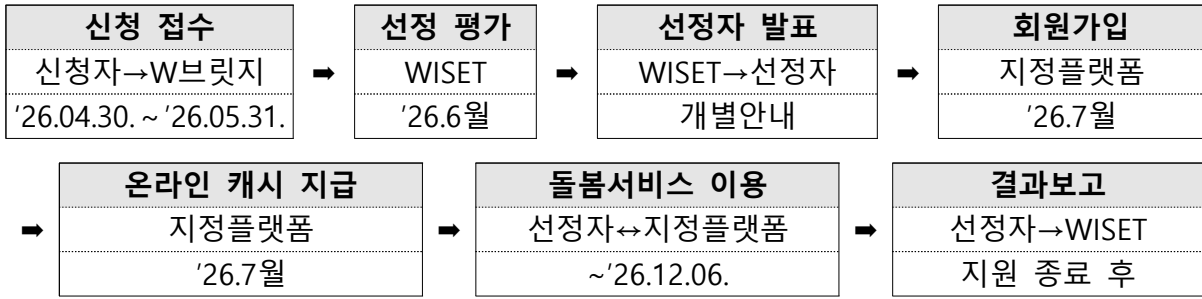 신청 접수 선정 평가 선정자 발표 회원가입
신청자→W브릿지 ➡ WISET ➡ WISET→선정자 ➡ 지정플랫폼
'26.04.30. ~ '26.05.31. '26.6월 개별안내 '26.7월
온라인 캐시 지급 돌봄서비스 이용 결과보고
➡ 지정플랫폼 ➡ 선정자↔지정플랫폼 ➡ 선정자→WISET
'26.7월 ~'26.12.06. 지원 종료 후